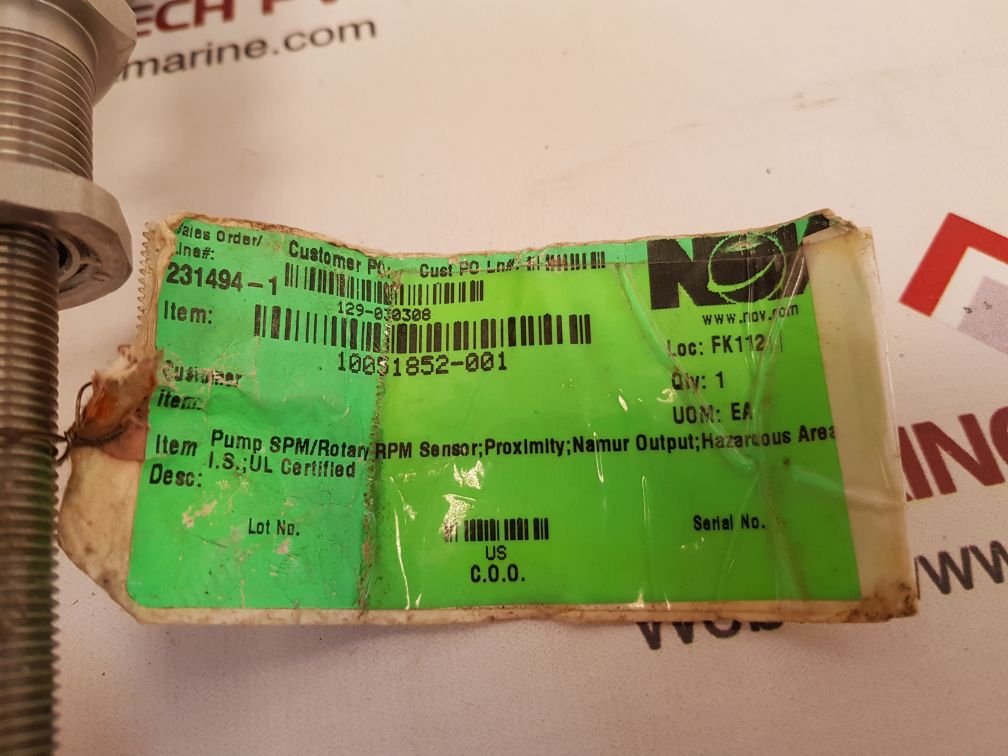 marine.com
Sales Order/
Line#:
231494-1
Customer PO:
129-030308
Cust PO Ln#:
NOV
www.nov.com
Item:
10051852-001
Loc: FK112
Qty: 1
UOM: EA
Customer
item:
Item
Desc:
Pump SPM/Rotary RPM Sensor;Proximity;Namur Output;Hazardous Area
I.S.;UL Certified
Lot No.
US
C.O.O.
Serial No.